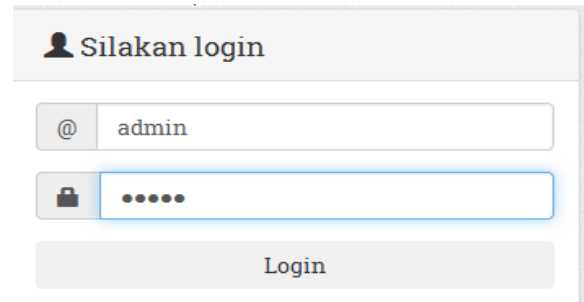 Silakan login
@ admin
•••••
Login